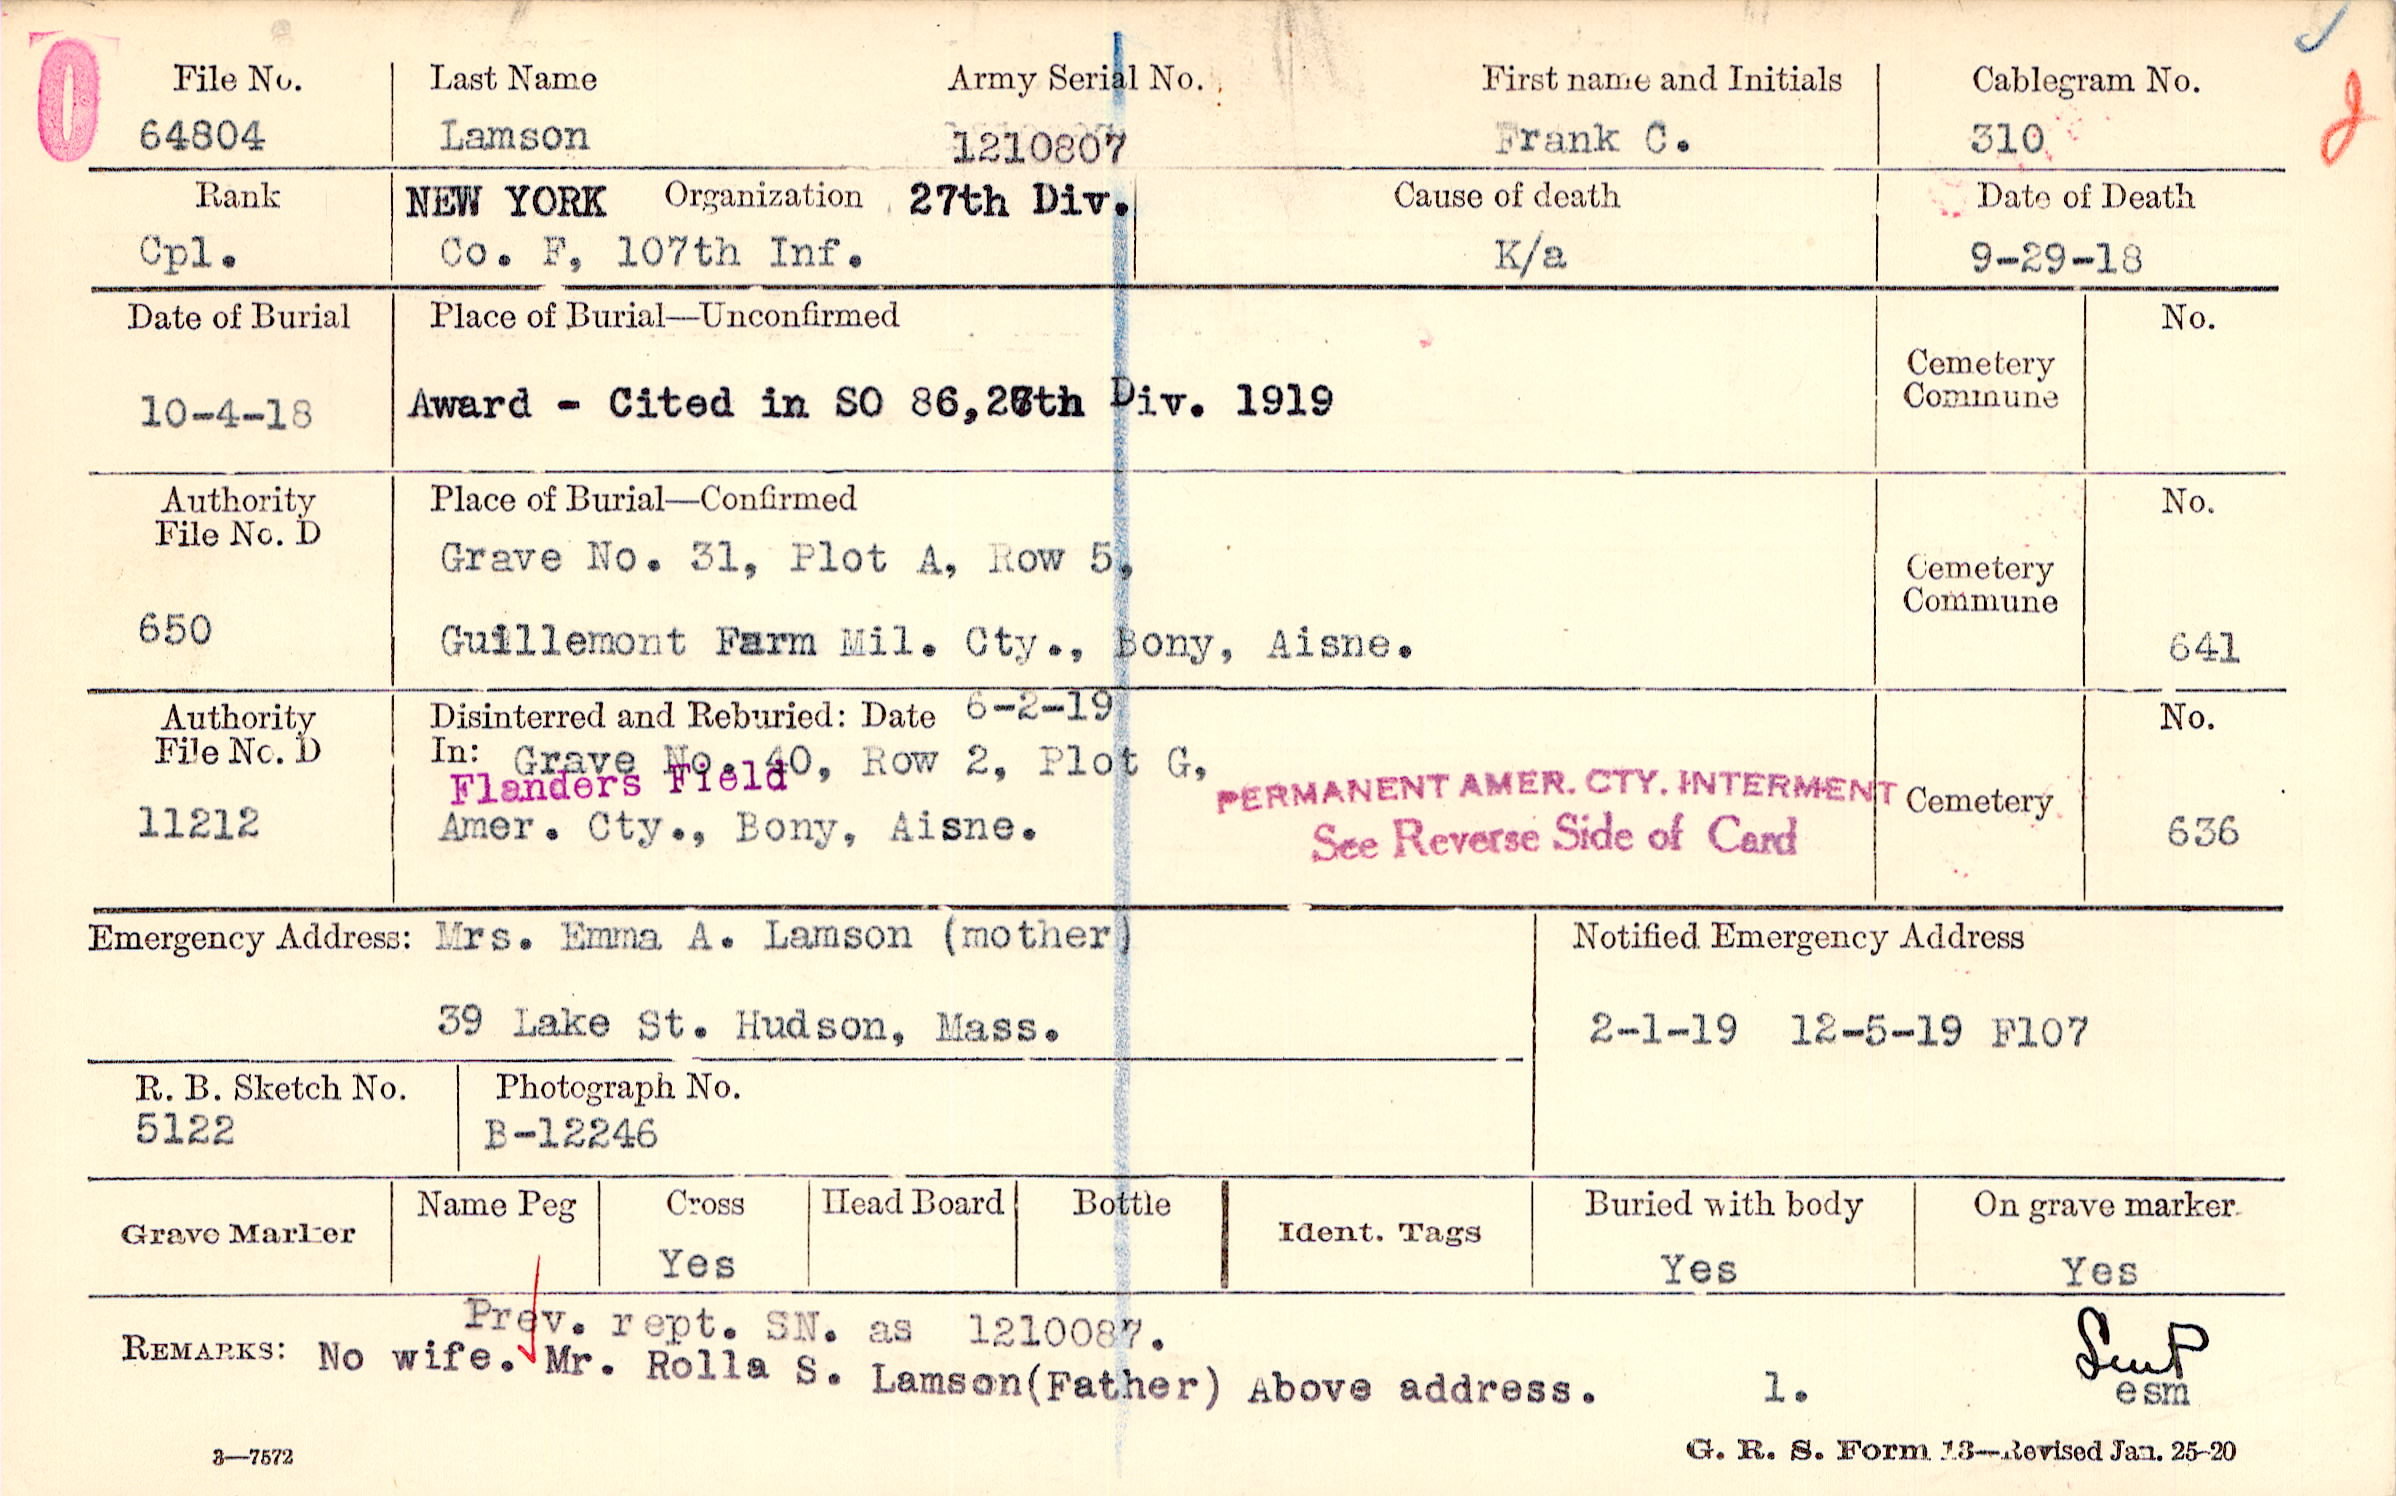 0
File No. Last Name Army Serial No. First name and Initials Cablegram No.
64804 Lamson 1210807 Frank C. 310
J
Rank NEW YORK Organization 27th Div. Cause of death Date of Death
Cpl. Co. F, 107th Inf. K/a 9-29-18
Date of Burial Place of Burial—Unconfirmed No.
Cemetery
Commune
10-4-18 Award - Cited in SO 86, 27th Div. 1919
Authority Place of Burial—Confirmed No.
File No. D
Grave No. 31, Plot A, Row 5,
Cemetery
Commune
650 Guillemont Farm Mil. Cty., Bony, Aisne. 641
Authority Disinterred and Reburied: Date 6-2-19 No.
File No. D In: Grave No. 40, Row 2, Plot G,
Flanders Field PERMANENT AMER. CTY. INTERMENT Cemetery
11212 Amer. Cty., Bony, Aisne. See Reverse Side of Card 636
Emergency Address: Mrs. Emma A. Lamson (mother) Notified Emergency Address
39 Lake St. Hudson, Mass. 2-1-19 12-5-19 F107
R. B. Sketch No. Photograph No.
5122 B-12246
Grave Marker Name Peg Cross Head Board Bottle Ident. Tags Buried with body On grave marker
Yes Yes Yes
Prev. rept. SN. as 1210087.
REMARKS: No wife. Mr. Rolla S. Lamson(Father) Above address. 1. esm
3—7572 G. R. S. Form 13—Revised Jan. 25-20